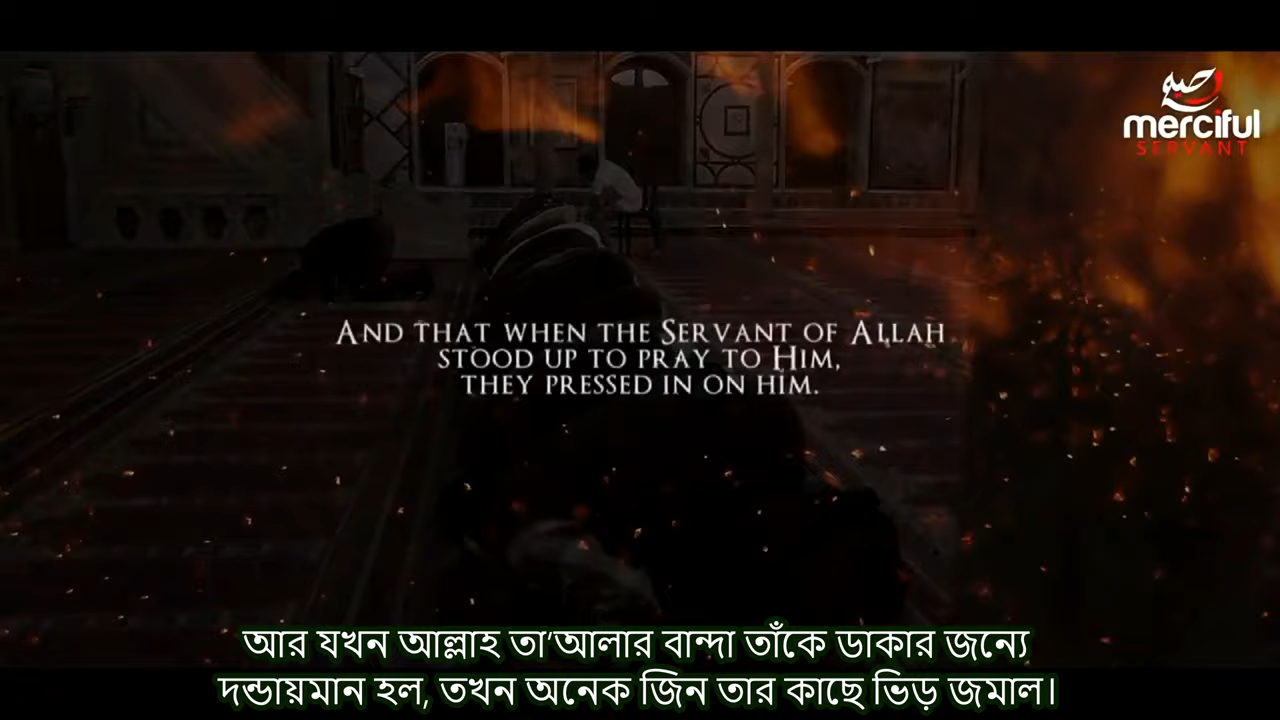 merciful
SERVANT
AND THAT WHEN THE SERVANT OF ALLAH
STOOD UP TO PRAY TO HIM,
THEY PRESSED IN ON HIM.
আর যখন আল্লাহ তা'আলার বান্দা তাঁকে ডাকার জন্যে
দন্ডায়মান হল, তখন অনেক জিন তার কাছে ভিড় জমাল।